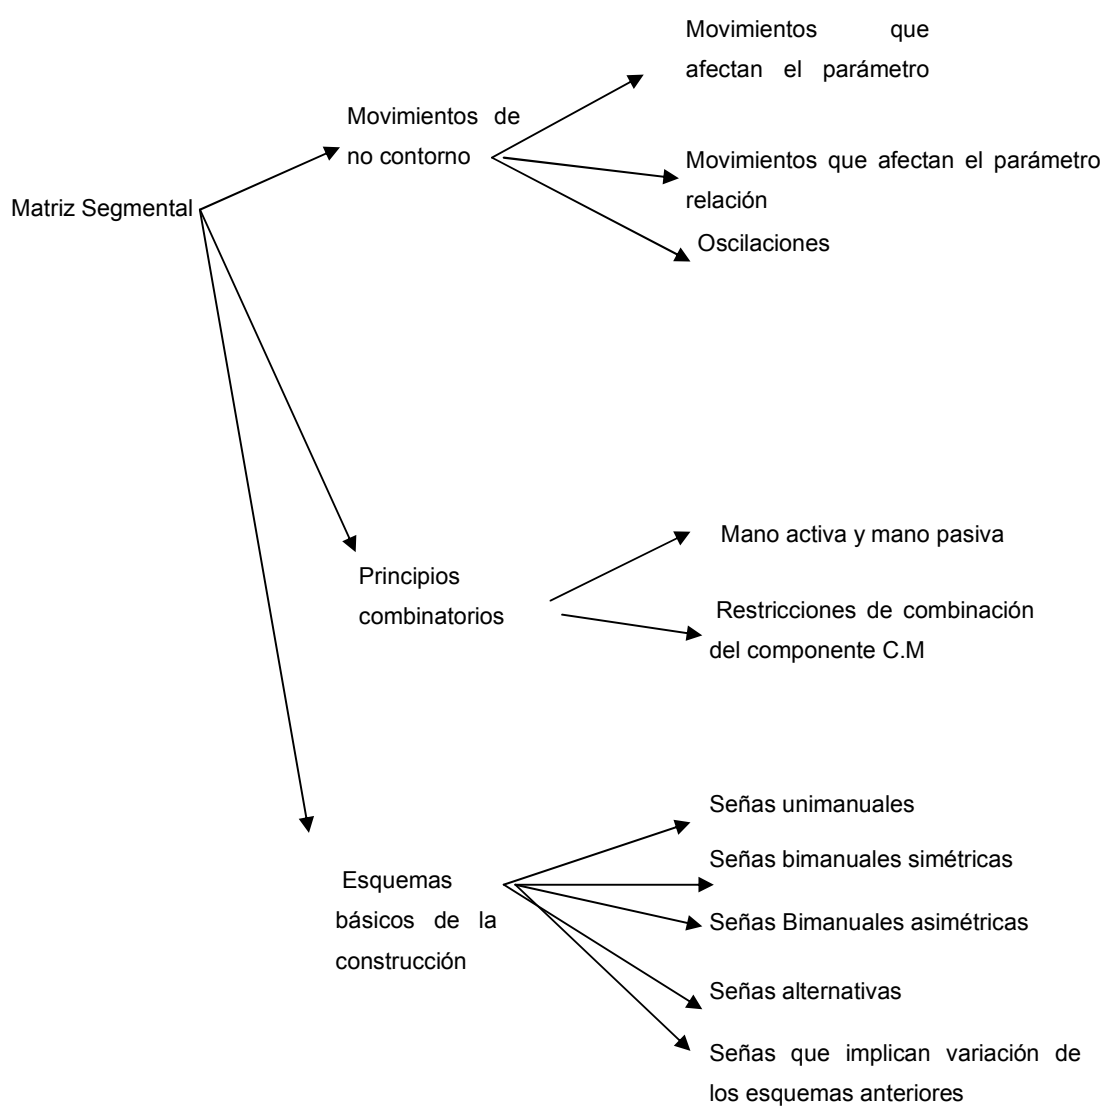 Matriz Segmental
Movimientos de
no contorno
Movimientos que
afectan el parámetro
Movimientos que afectan el parámetro
relación
Oscilaciones
Principios
combinatorios
Mano activa y mano pasiva
Restricciones de combinación
del componente C.M
Esquemas
básicos de la
construcción
Señas unimanuales
Señas bimanuales simétricas
Señas Bimanuales asimétricas
Señas alternativas
Señas que implican variación de
los esquemas anteriores